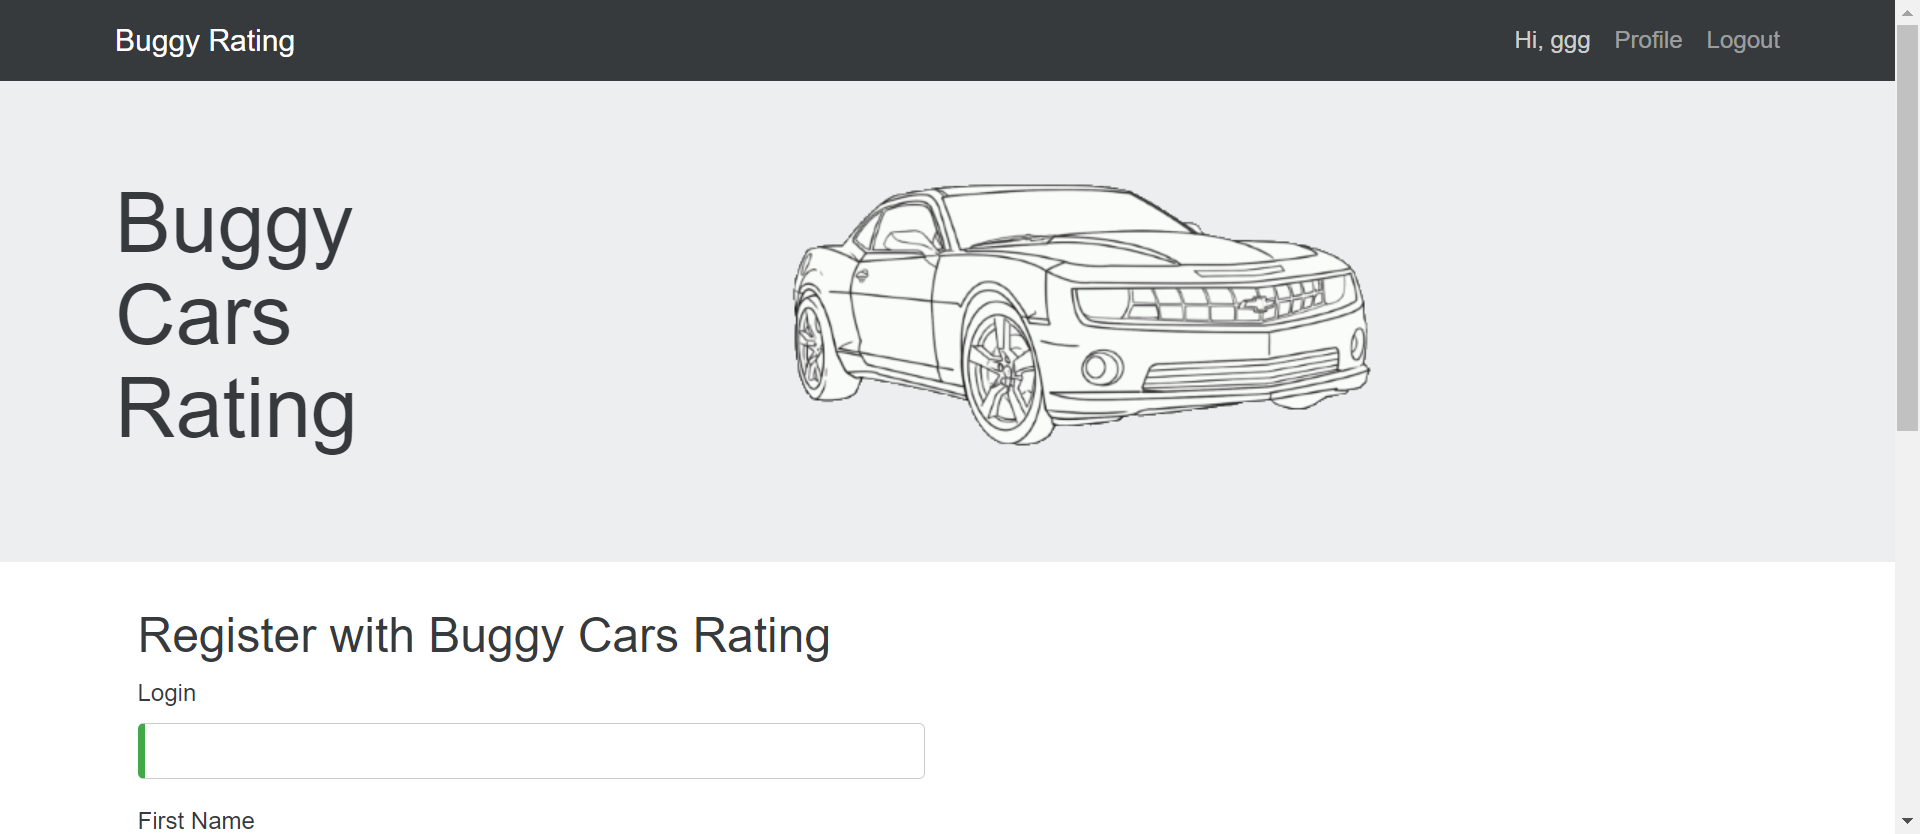 Buggy Rating
Hi, ggg Profile Logout
Buggy
Cars
Rating
Register with Buggy Cars Rating
Login
First Name